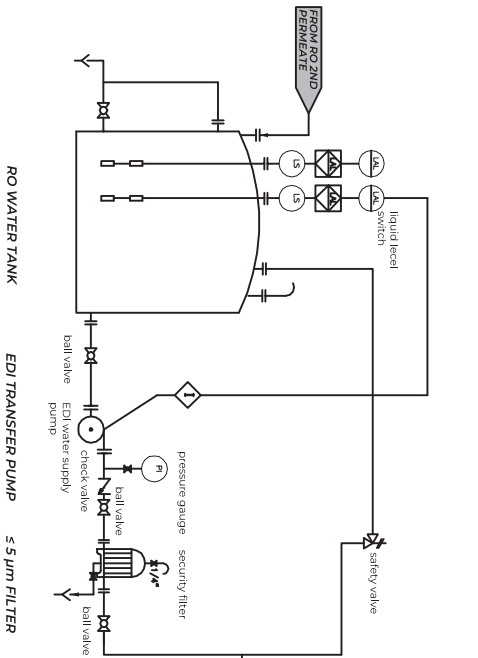 FROM RO 2ND
PERMEATE
LS
LAL
LAL
LS
LAL
LAL
liquid lecel
switch
I
ball valve
EDI water supply
pump
check valve
PI
pressure gauge
ball valve
security filter
1/4"
ball valve
safety valve
RO WATER TANK
EDI TRANSFER PUMP
≤ 5 μm FILTER